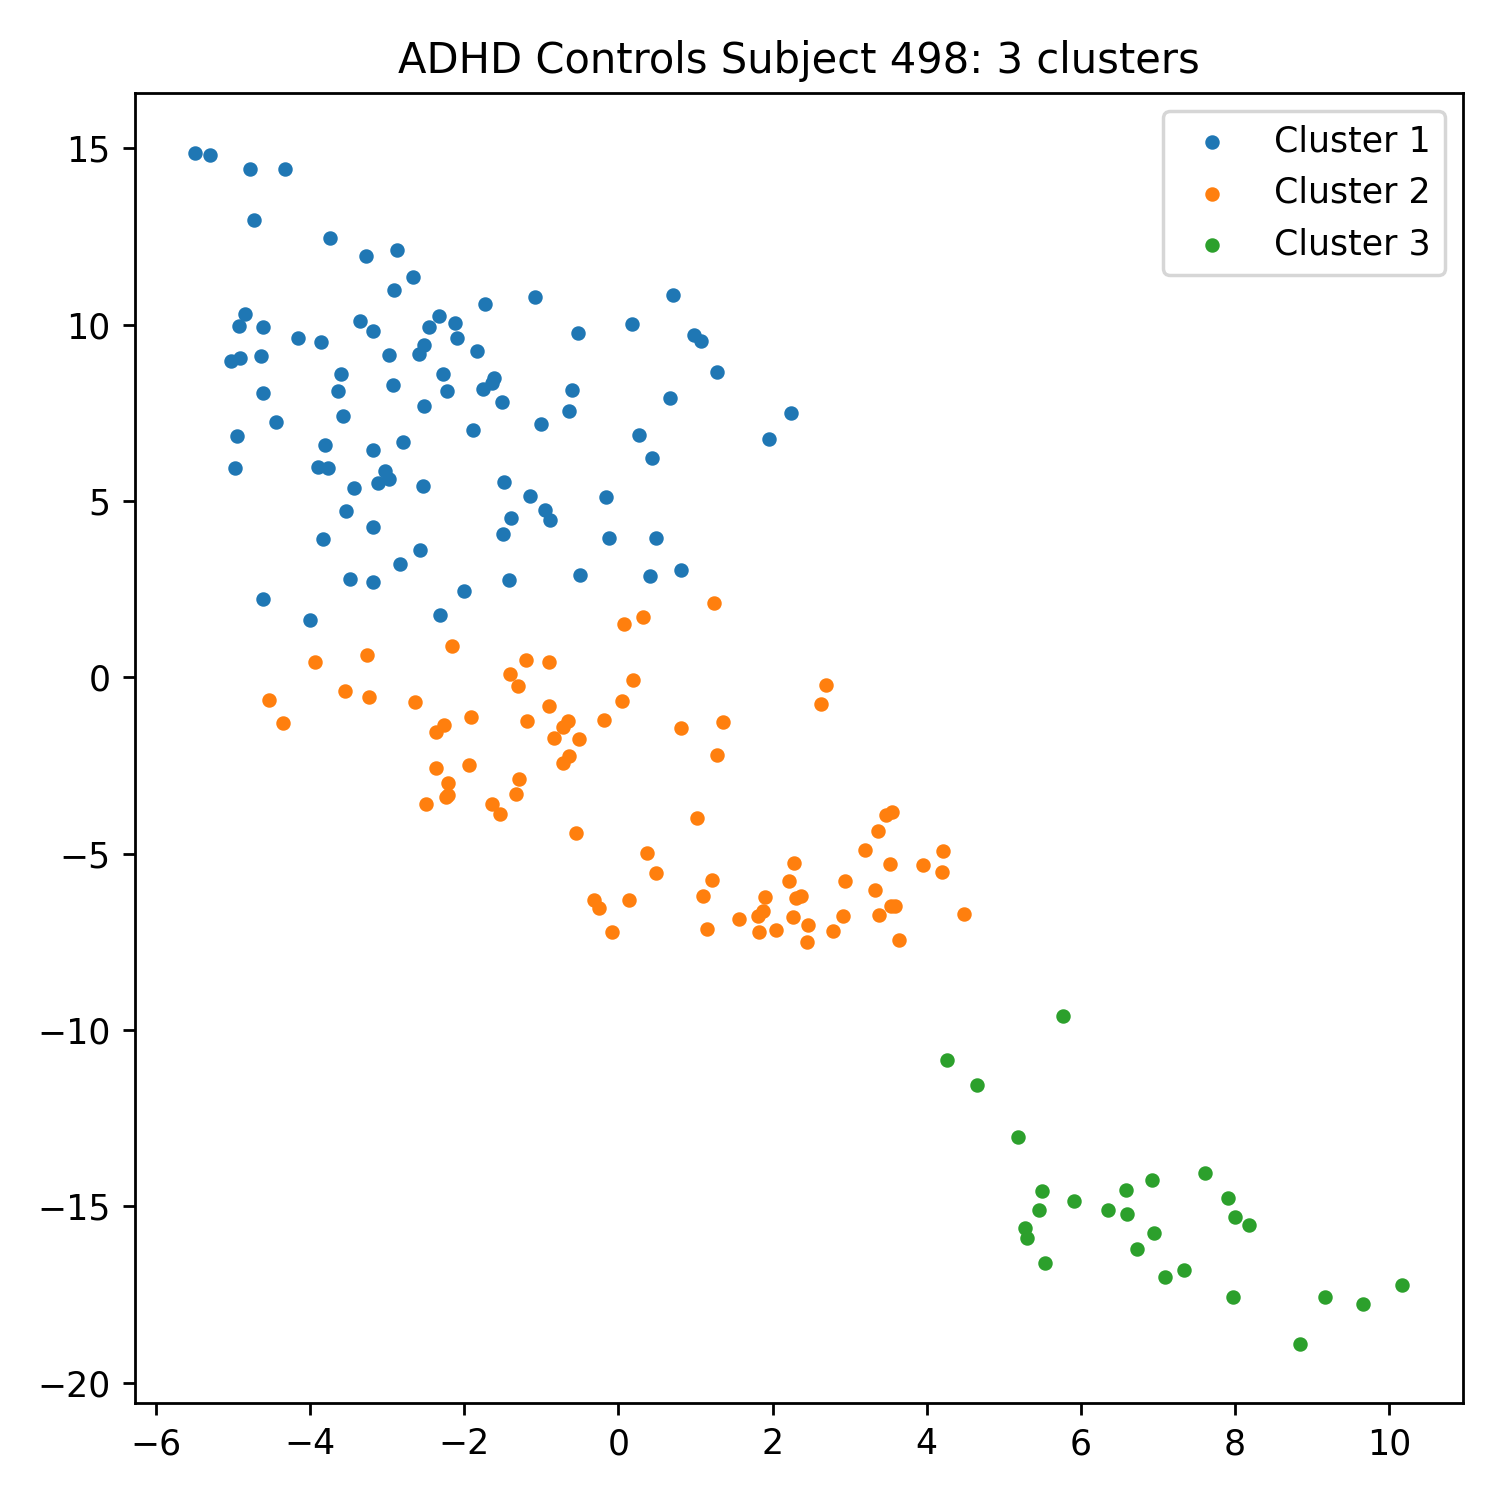 ADHD Controls Subject 498: 3 clusters
Cluster 1
Cluster 2
Cluster 3
15
10
5
0
−5
−10
−15
−20
−6 −4 −2 0 2 4 6 8 10